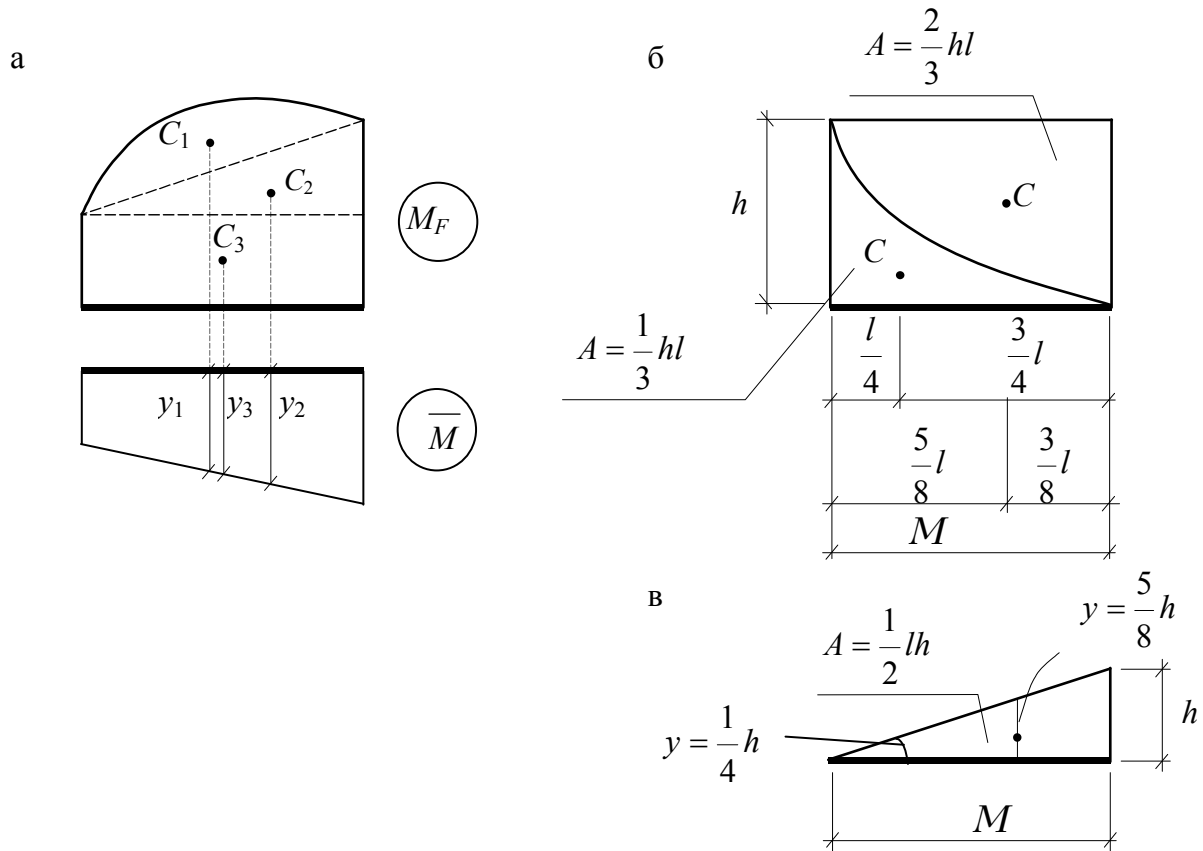 а
C₁
C₂
C₃
M_F
y₁ y₃ y₂
M̅
б
A = 2/3 hl
h
C
C
A = 1/3 hl
l/4 3/4 l
5/8 l 3/8 l
M
в
y = 5/8 h
A = 1/2 lh
h
y = 1/4 h
M